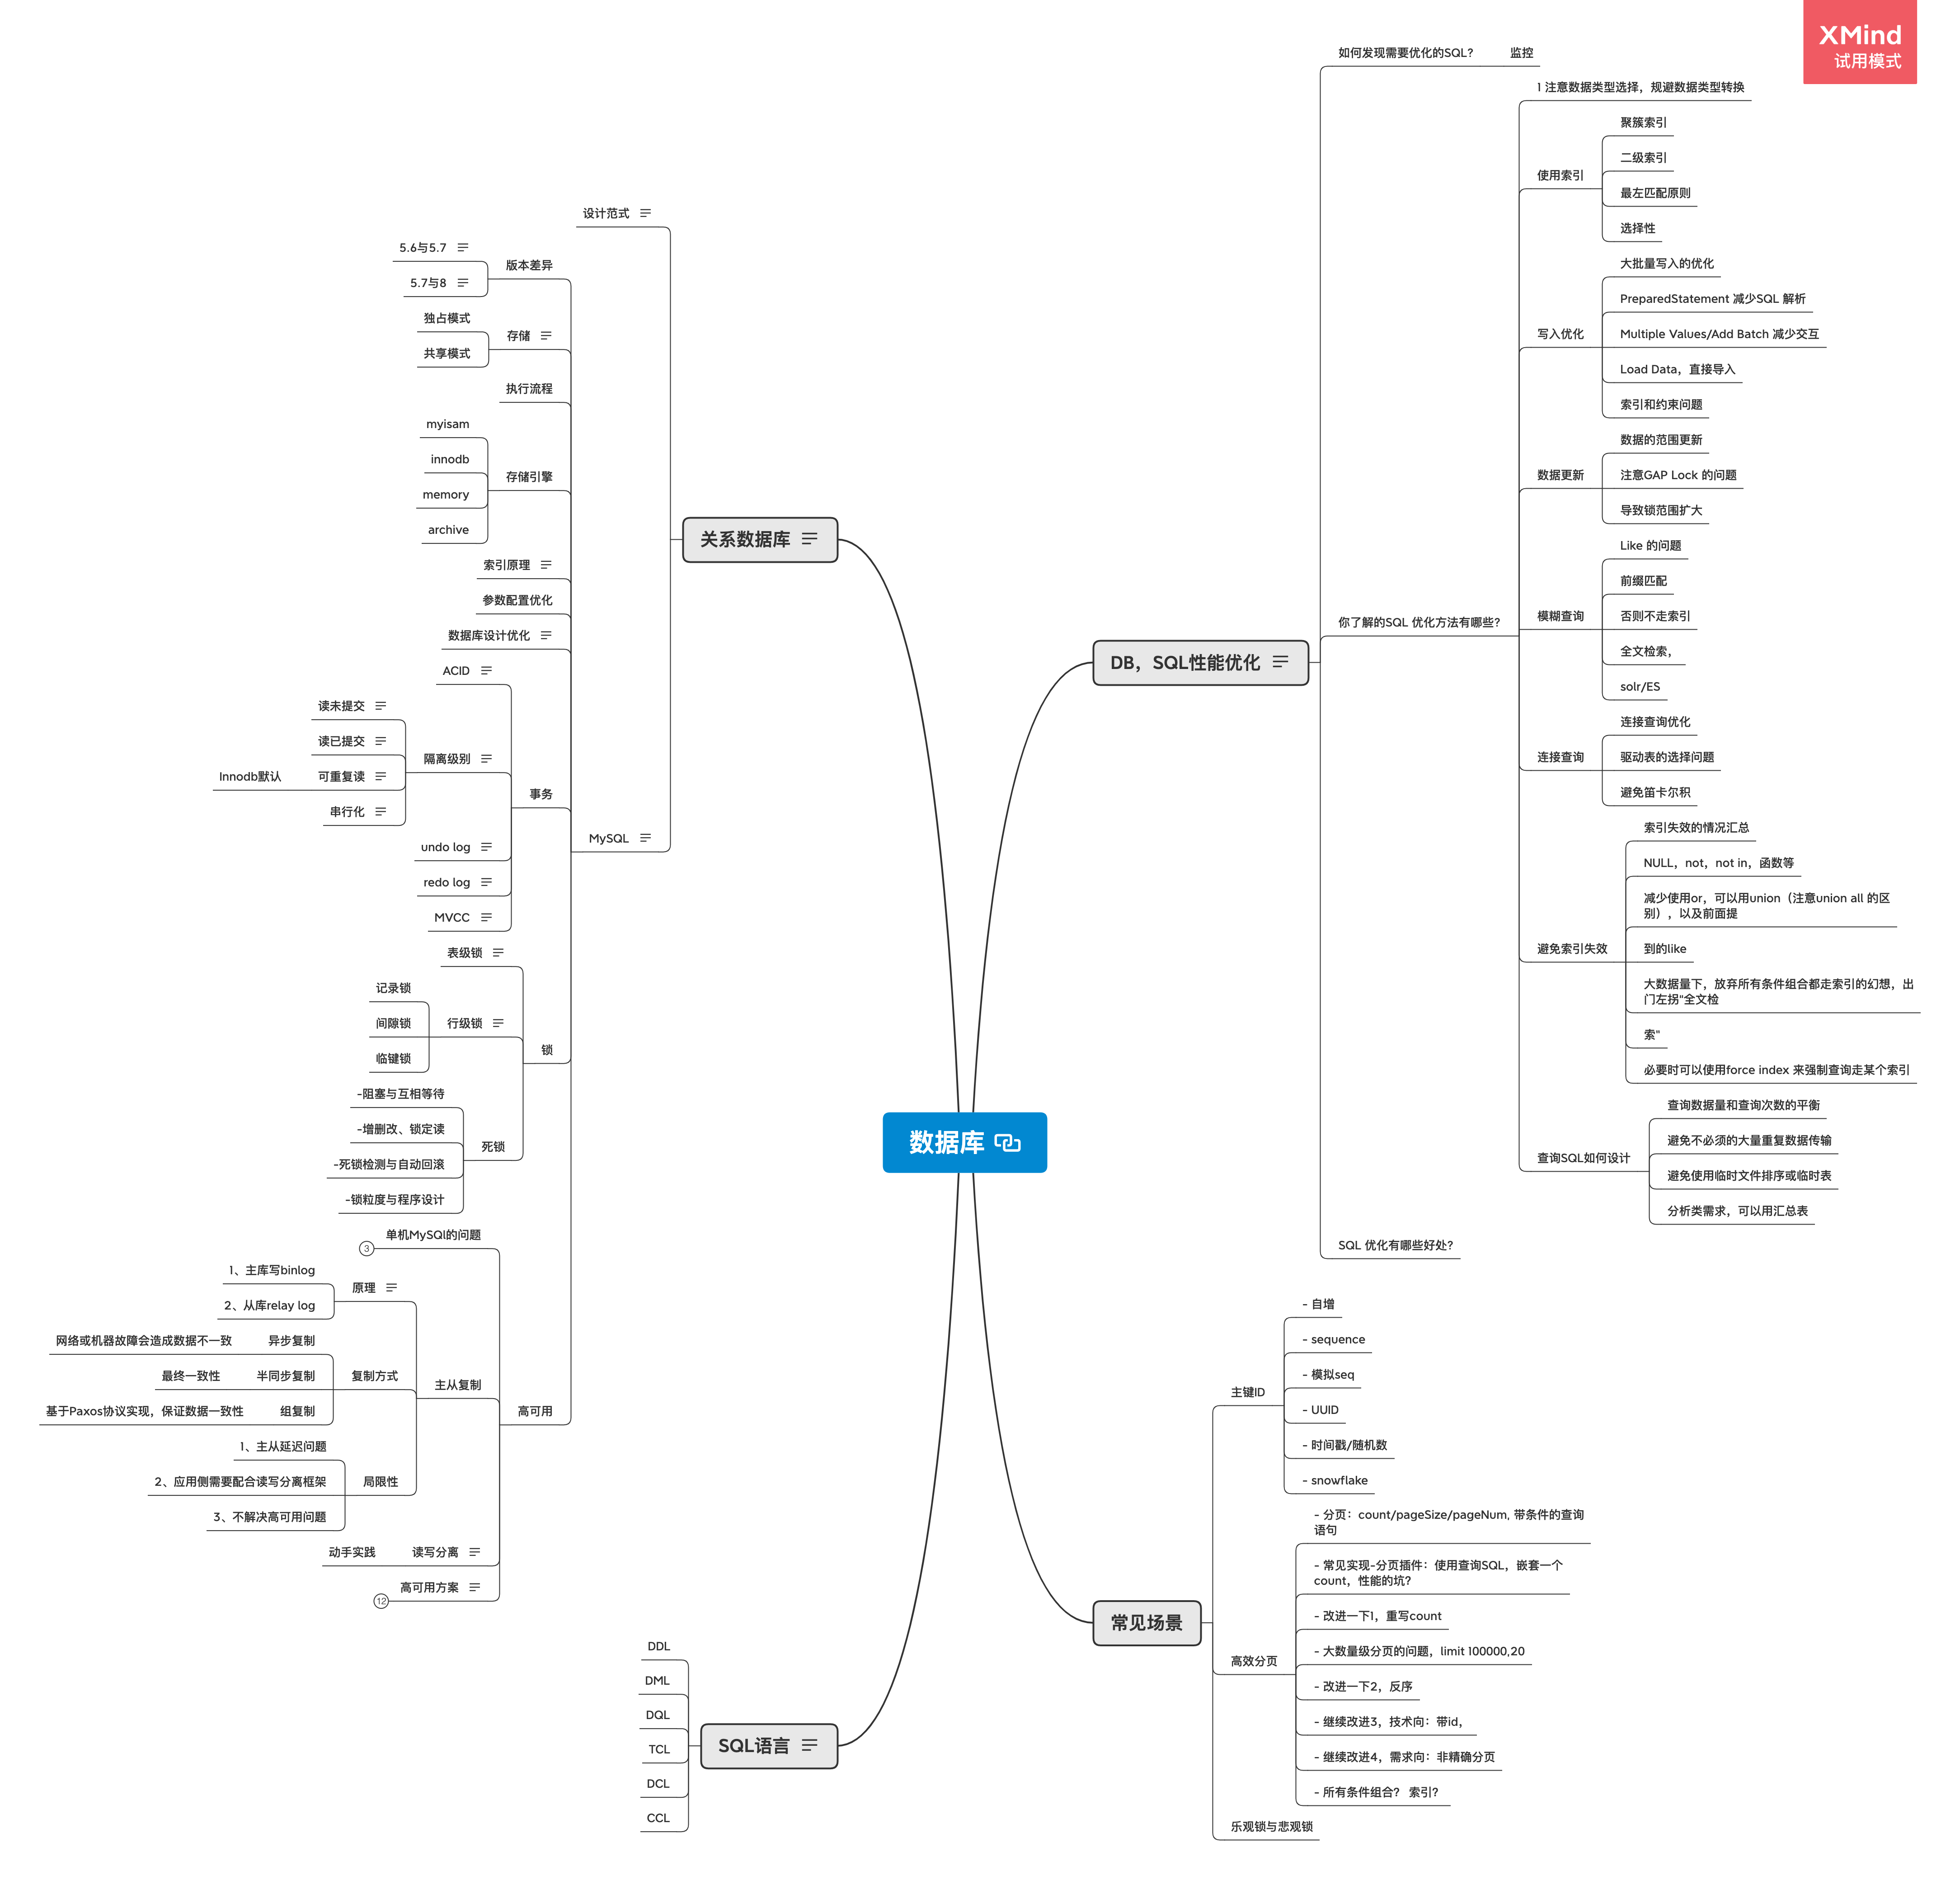 XMind
试用模式
数据库
DB，SQL性能优化
如何发现需要优化的SQL?
监控
你了解的SQL 优化方法有哪些?
1 注意数据类型选择，规避数据类型转换
使用索引
聚簇索引
二级索引
最左匹配原则
选择性
写入优化
大批量写入的优化
PreparedStatement 减少SQL 解析
Multiple Values/Add Batch 减少交互
Load Data，直接导入
索引和约束问题
数据更新
数据的范围更新
注意GAP Lock 的问题
导致锁范围扩大
模糊查询
Like 的问题
前缀匹配
否则不走索引
全文检索，
solr/ES
连接查询
连接查询优化
驱动表的选择问题
避免笛卡尔积
避免索引失效
索引失效的情况汇总
NULL，not，not in，函数等
减少使用or，可以用union（注意union all 的区
别），以及前面提
到的like
大数据量下，放弃所有条件组合都走索引的幻想，出
门左拐"全文检
索"
必要时可以使用force index 来强制查询走某个索引
查询SQL如何设计
查询数据量和查询次数的平衡
避免不必须的大量重复数据传输
避免使用临时文件排序或临时表
分析类需求，可以用汇总表
SQL 优化有哪些好处?
常见场景
主键ID
- 自增
- sequence
- 模拟seq
- UUID
- 时间戳/随机数
- snowflake
高效分页
- 分页：count/pageSize/pageNum, 带条件的查询
语句
- 常见实现-分页插件：使用查询SQL，嵌套一个
count，性能的坑?
- 改进一下1，重写count
- 大数量级分页的问题，limit 100000,20
- 改进一下2，反序
- 继续改进3，技术向：带id，
- 继续改进4，需求向：非精确分页
- 所有条件组合? 索引?
乐观锁与悲观锁
关系数据库
设计范式
MySQL
版本差异
5.6与5.7
5.7与8
存储
独占模式
共享模式
执行流程
存储引擎
myisam
innodb
memory
archive
索引原理
参数配置优化
数据库设计优化
事务
ACID
隔离级别
读未提交
读已提交
可重复读
Innodb默认
串行化
undo log
redo log
MVCC
锁
表级锁
行级锁
记录锁
间隙锁
临键锁
死锁
-阻塞与互相等待
-增删改、锁定读
-死锁检测与自动回滚
-锁粒度与程序设计
高可用
单机MySQl的问题
3
主从复制
原理
1、主库写binlog
2、从库relay log
复制方式
异步复制
网络或机器故障会造成数据不一致
半同步复制
最终一致性
组复制
基于Paxos协议实现，保证数据一致性
局限性
1、主从延迟问题
2、应用侧需要配合读写分离框架
3、不解决高可用问题
读写分离
动手实践
高可用方案
12
SQL语言
DDL
DML
DQL
TCL
DCL
CCL